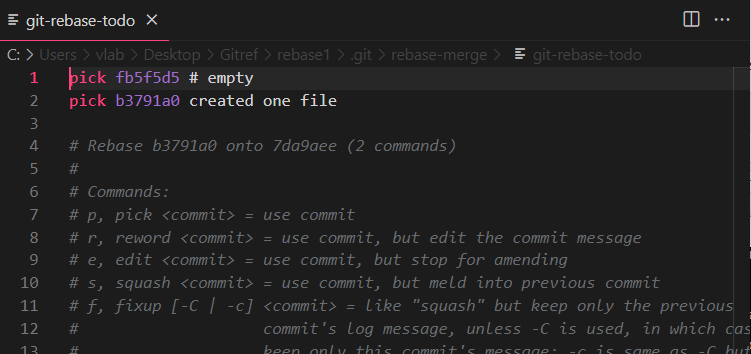 git-rebase-todo ×
C: > Users > vlab > Desktop > Gitref > rebase1 > .git > rebase-merge > git-rebase-todo
1 pick fb5f5d5 # empty
2 pick b3791a0 created one file
3
4 # Rebase b3791a0 onto 7da9aee (2 commands)
5 #
6 # Commands:
7 # p, pick <commit> = use commit
8 # r, reword <commit> = use commit, but edit the commit message
9 # e, edit <commit> = use commit, but stop for amending
10 # s, squash <commit> = use commit, but meld into previous commit
11 # f, fixup [-C | -c] <commit> = like "squash" but keep only the previous
12 # commit's log message, unless -C is used, in which cas
13 # keep only this commit's message; -c is same as -C but